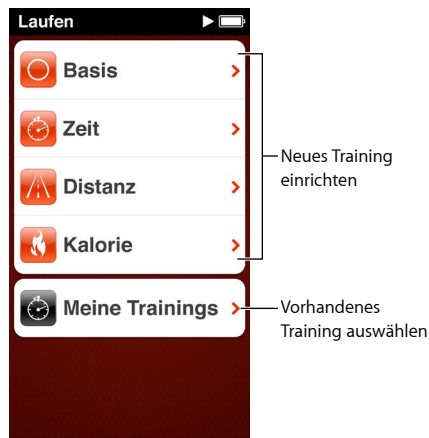 Laufen
Basis
Zeit
Distanz
Kalorie
Neues Training
einrichten
Meine Trainings
Vorhandenes
Training auswählen